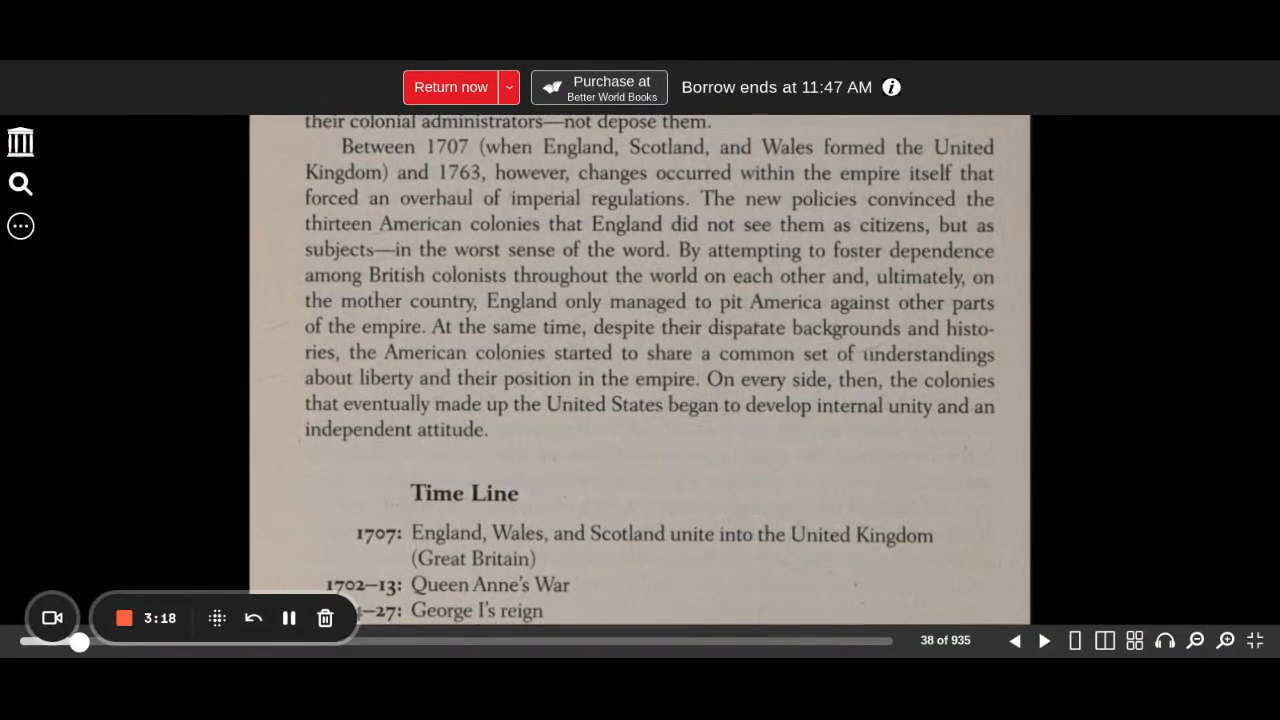 Return now
Purchase at
Better World Books
Borrow ends at 11:47 AM
their colonial administrators—not depose them.
Between 1707 (when England, Scotland, and Wales formed the United
Kingdom) and 1763, however, changes occurred within the empire itself that
forced an overhaul of imperial regulations. The new policies convinced the
thirteen American colonies that England did not see them as citizens, but as
subjects—in the worst sense of the word. By attempting to foster dependence
among British colonists throughout the world on each other and, ultimately, on
the mother country, England only managed to pit America against other parts
of the empire. At the same time, despite their disparate backgrounds and histo-
ries, the American colonies started to share a common set of understandings
about liberty and their position in the empire. On every side, then, the colonies
that eventually made up the United States began to develop internal unity and an
independent attitude.
Time Line
1707: England, Wales, and Scotland unite into the United Kingdom
(Great Britain)
1702–13: Queen Anne's War
–27: George I's reign
3:18
38 of 935